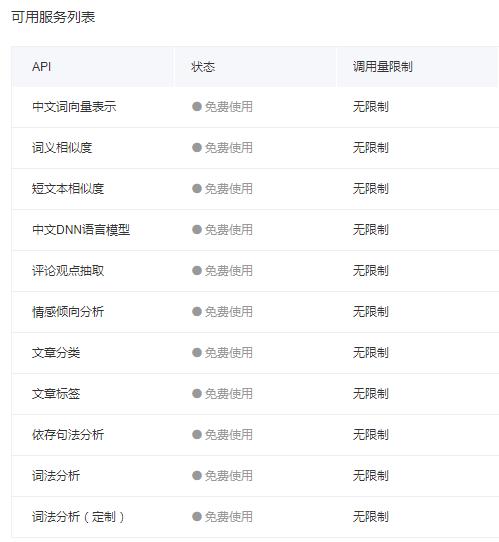 可用服务列表
API 状态 调用量限制
中文词向量表示 免费使用 无限制
词义相似度 免费使用 无限制
短文本相似度 免费使用 无限制
中文DNN语言模型 免费使用 无限制
评论观点抽取 免费使用 无限制
情感倾向分析 免费使用 无限制
文章分类 免费使用 无限制
文章标签 免费使用 无限制
依存句法分析 免费使用 无限制
词法分析 免费使用 无限制
词法分析（定制） 免费使用 无限制